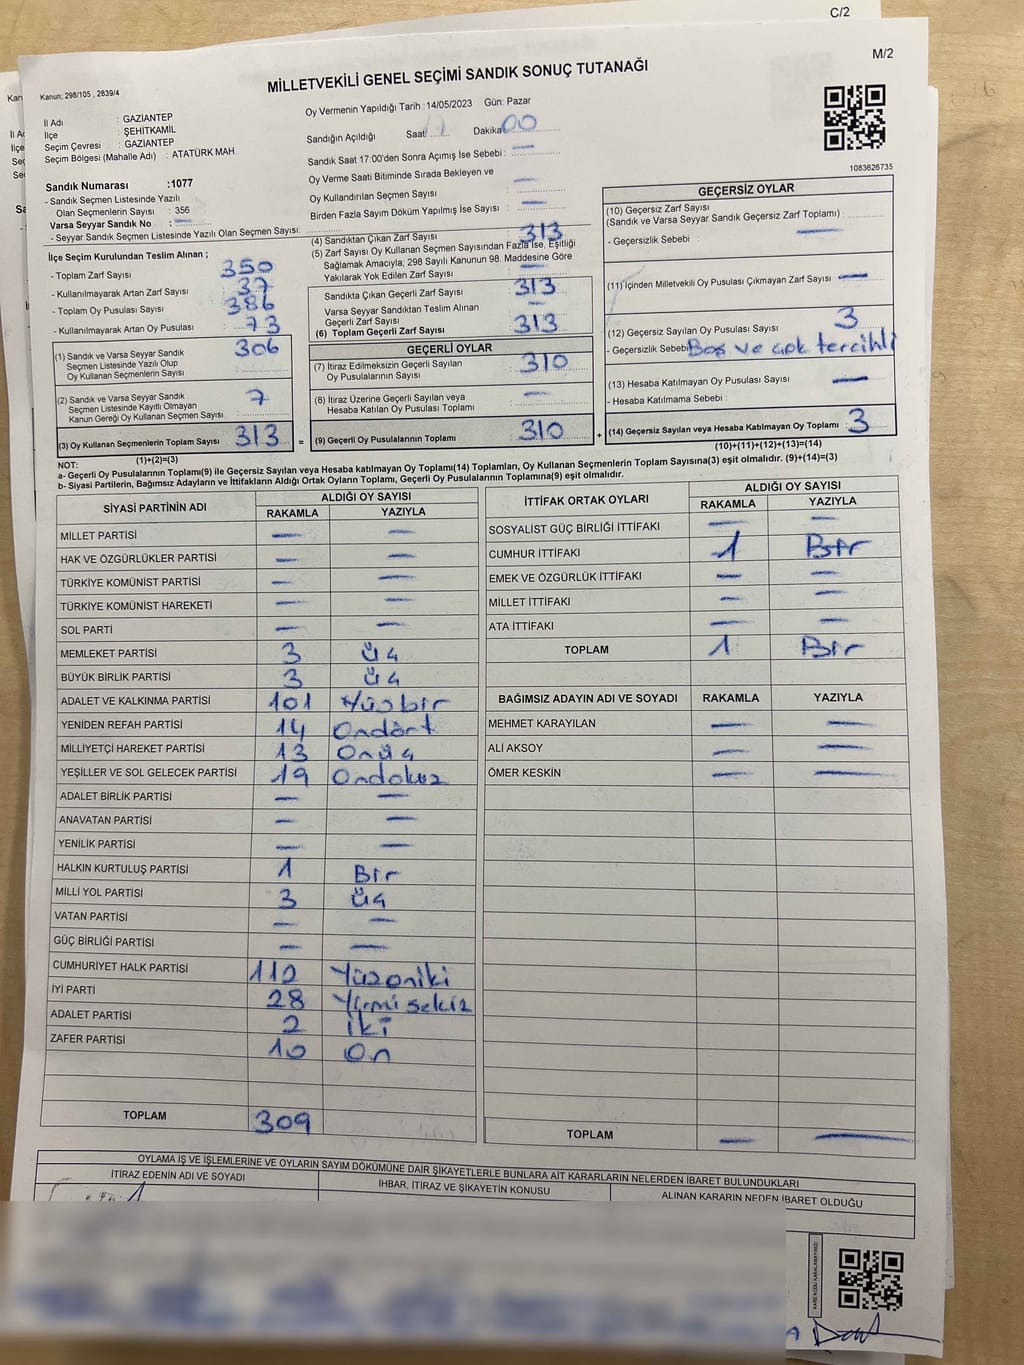 C/2
M/2
MİLLETVEKİLİ GENEL SEÇİMİ SANDIK SONUÇ TUTANAĞI
Kanun; 298/105 , 2839/4
İl Adı : GAZİANTEP
İlçe : ŞEHİTKAMİL
Seçim Çevresi : GAZİANTEP
Seçim Bölgesi (Mahalle Adı) : ATATÜRK MAH.
Sandık Numarası :1077
- Sandık Seçmen Listesinde Yazılı
Olan Seçmenlerin Sayısı : 356
Varsa Seyyar Sandık No : —
- Seyyar Sandık Seçmen Listesinde Yazılı Olan Seçmen Sayısı:
Oy Vermenin Yapıldığı Tarih : 14/05/2023 Gün: Pazar
Sandığın Açıldığı Saat 17 Dakika 00
Sandık Saat 17:00'den Sonra Açımış İse Sebebi : —
Oy Verme Saati Bitiminde Sırada Bekleyen ve
Oy Kullandırılan Seçmen Sayısı : —
Birden Fazla Sayım Döküm Yapılmış İse Sayısı : —
1083626735
İlçe Seçim Kurulundan Teslim Alınan ;
- Toplam Zarf Sayısı : 350
- Kullanılmayarak Artan Zarf Sayısı : 37
- Toplam Oy Pusulası Sayısı : 386
- Kullanılmayarak Artan Oy Pusulası : 73
(1) Sandık ve Varsa Seyyar Sandık
Seçmen Listesinde Yazılı Olup
Oy Kullanan Seçmenlerin Sayısı : 306
(2) Sandık ve Varsa Seyyar Sandık
Seçmen Listesinde Kayıtlı Olmayan
Kanun Gereği Oy Kullanan Seçmen Sayısı : 7
(3) Oy Kullanan Seçmenlerin Toplam Sayısı : 313
(1)+(2)=(3)
(4) Sandıktan Çıkan Zarf Sayısı : 313
(5) Zarf Sayısı Oy Kullanan Seçmen Sayısından Fazla İse, Eşitliği
Sağlamak Amacıyla; 298 Sayılı Kanunun 98. Maddesine Göre
Yakılarak Yok Edilen Zarf Sayısı : —
Sandıkta Çıkan Geçerli Zarf Sayısı : 313
Varsa Seyyar Sandıktan Teslim Alınan
Geçerli Zarf Sayısı : —
(6) Toplam Geçerli Zarf Sayısı : 313
GEÇERLİ OYLAR
(7) İtiraz Edilmeksizin Geçerli Sayılan
Oy Pusulalarının Sayısı : 310
(8) İtiraz Üzerine Geçerli Sayılan veya
Hesaba Katılan Oy Pusulası Toplamı : —
= (9) Geçerli Oy Pusulalarının Toplamı : 310 +
GEÇERSİZ OYLAR
(10) Geçersiz Zarf Sayısı
(Sandık ve Varsa Seyyar Sandık Geçersiz Zarf Toplamı) :
- Geçersizlik Sebebi : —
(11) İçinden Milletvekili Oy Pusulası Çıkmayan Zarf Sayısı : —
(12) Geçersiz Sayılan Oy Pusulası Sayısı : 3
- Geçersizlik Sebebi : Boş ve çok tercihli
(13) Hesaba Katılmayan Oy Pusulası Sayısı : —
- Hesaba Katılmama Sebebi :
(14) Geçersiz Sayılan veya Hesaba Katılmayan Oy Toplamı : 3
(10)+(11)+(12)+(13)=(14)
NOT:
a- Geçerli Oy Pusulalarının Toplamı(9) ile Geçersiz Sayılan veya Hesaba katılmayan Oy Toplamı(14) Toplamları, Oy Kullanan Seçmenlerin Toplam Sayısına(3) eşit olmalıdır. (9)+(14)=(3)
b- Siyasi Partilerin, Bağımsız Adayların ve İttifakların Aldığı Ortak Oyların Toplamı, Geçerli Oy Pusulalarının Toplamına(9) eşit olmalıdır.
SİYASİ PARTİNİN ADI ALDIĞI OY SAYISI
RAKAMLA YAZIYLA
MİLLET PARTİSİ — —
HAK VE ÖZGÜRLÜKLER PARTİSİ — —
TÜRKİYE KOMÜNİST PARTİSİ — —
TÜRKİYE KOMÜNİST HAREKETİ — —
SOL PARTİ — —
MEMLEKET PARTİSİ 3 üç
BÜYÜK BİRLİK PARTİSİ 3 üç
ADALET VE KALKINMA PARTİSİ 101 Yüzbir
YENİDEN REFAH PARTİSİ 14 Ondört
MİLLİYETÇİ HAREKET PARTİSİ 13 Onüç
YEŞİLLER VE SOL GELECEK PARTİSİ 19 Ondokuz
ADALET BİRLİK PARTİSİ — —
ANAVATAN PARTİSİ — —
YENİLİK PARTİSİ — —
HALKIN KURTULUŞ PARTİSİ 1 Bir
MİLLİ YOL PARTİSİ 3 üç
VATAN PARTİSİ — —
GÜÇ BİRLİĞİ PARTİSİ — —
CUMHURİYET HALK PARTİSİ 112 Yüzoniki
İYİ PARTİ 28 Yirmisekiz
ADALET PARTİSİ 2 iki
ZAFER PARTİSİ 10 On
TOPLAM 309
İTTİFAK ORTAK OYLARI ALDIĞI OY SAYISI
RAKAMLA YAZIYLA
SOSYALİST GÜÇ BİRLİĞİ İTTİFAKI — —
CUMHUR İTTİFAKI 1 Bir
EMEK VE ÖZGÜRLÜK İTTİFAKI — —
MİLLET İTTİFAKI — —
ATA İTTİFAKI — —
TOPLAM 1 Bir
BAĞIMSIZ ADAYIN ADI VE SOYADI RAKAMLA YAZIYLA
MEHMET KARAYILAN — —
ALİ AKSOY — —
ÖMER KESKİN — —
TOPLAM — —
OYLAMA İŞ VE İŞLEMLERİNE VE OYLARIN SAYIM DÖKÜMÜNE DAİR ŞİKAYETLERLE BUNLARA AİT KARARLARIN NELERDEN İBARET BULUNDUKLARI
İTİRAZ EDENİN ADI VE SOYADI
İHBAR, İTİRAZ VE ŞİKAYETİN KONUSU
ALINAN KARARIN NEDEN İBARET OLDUĞU